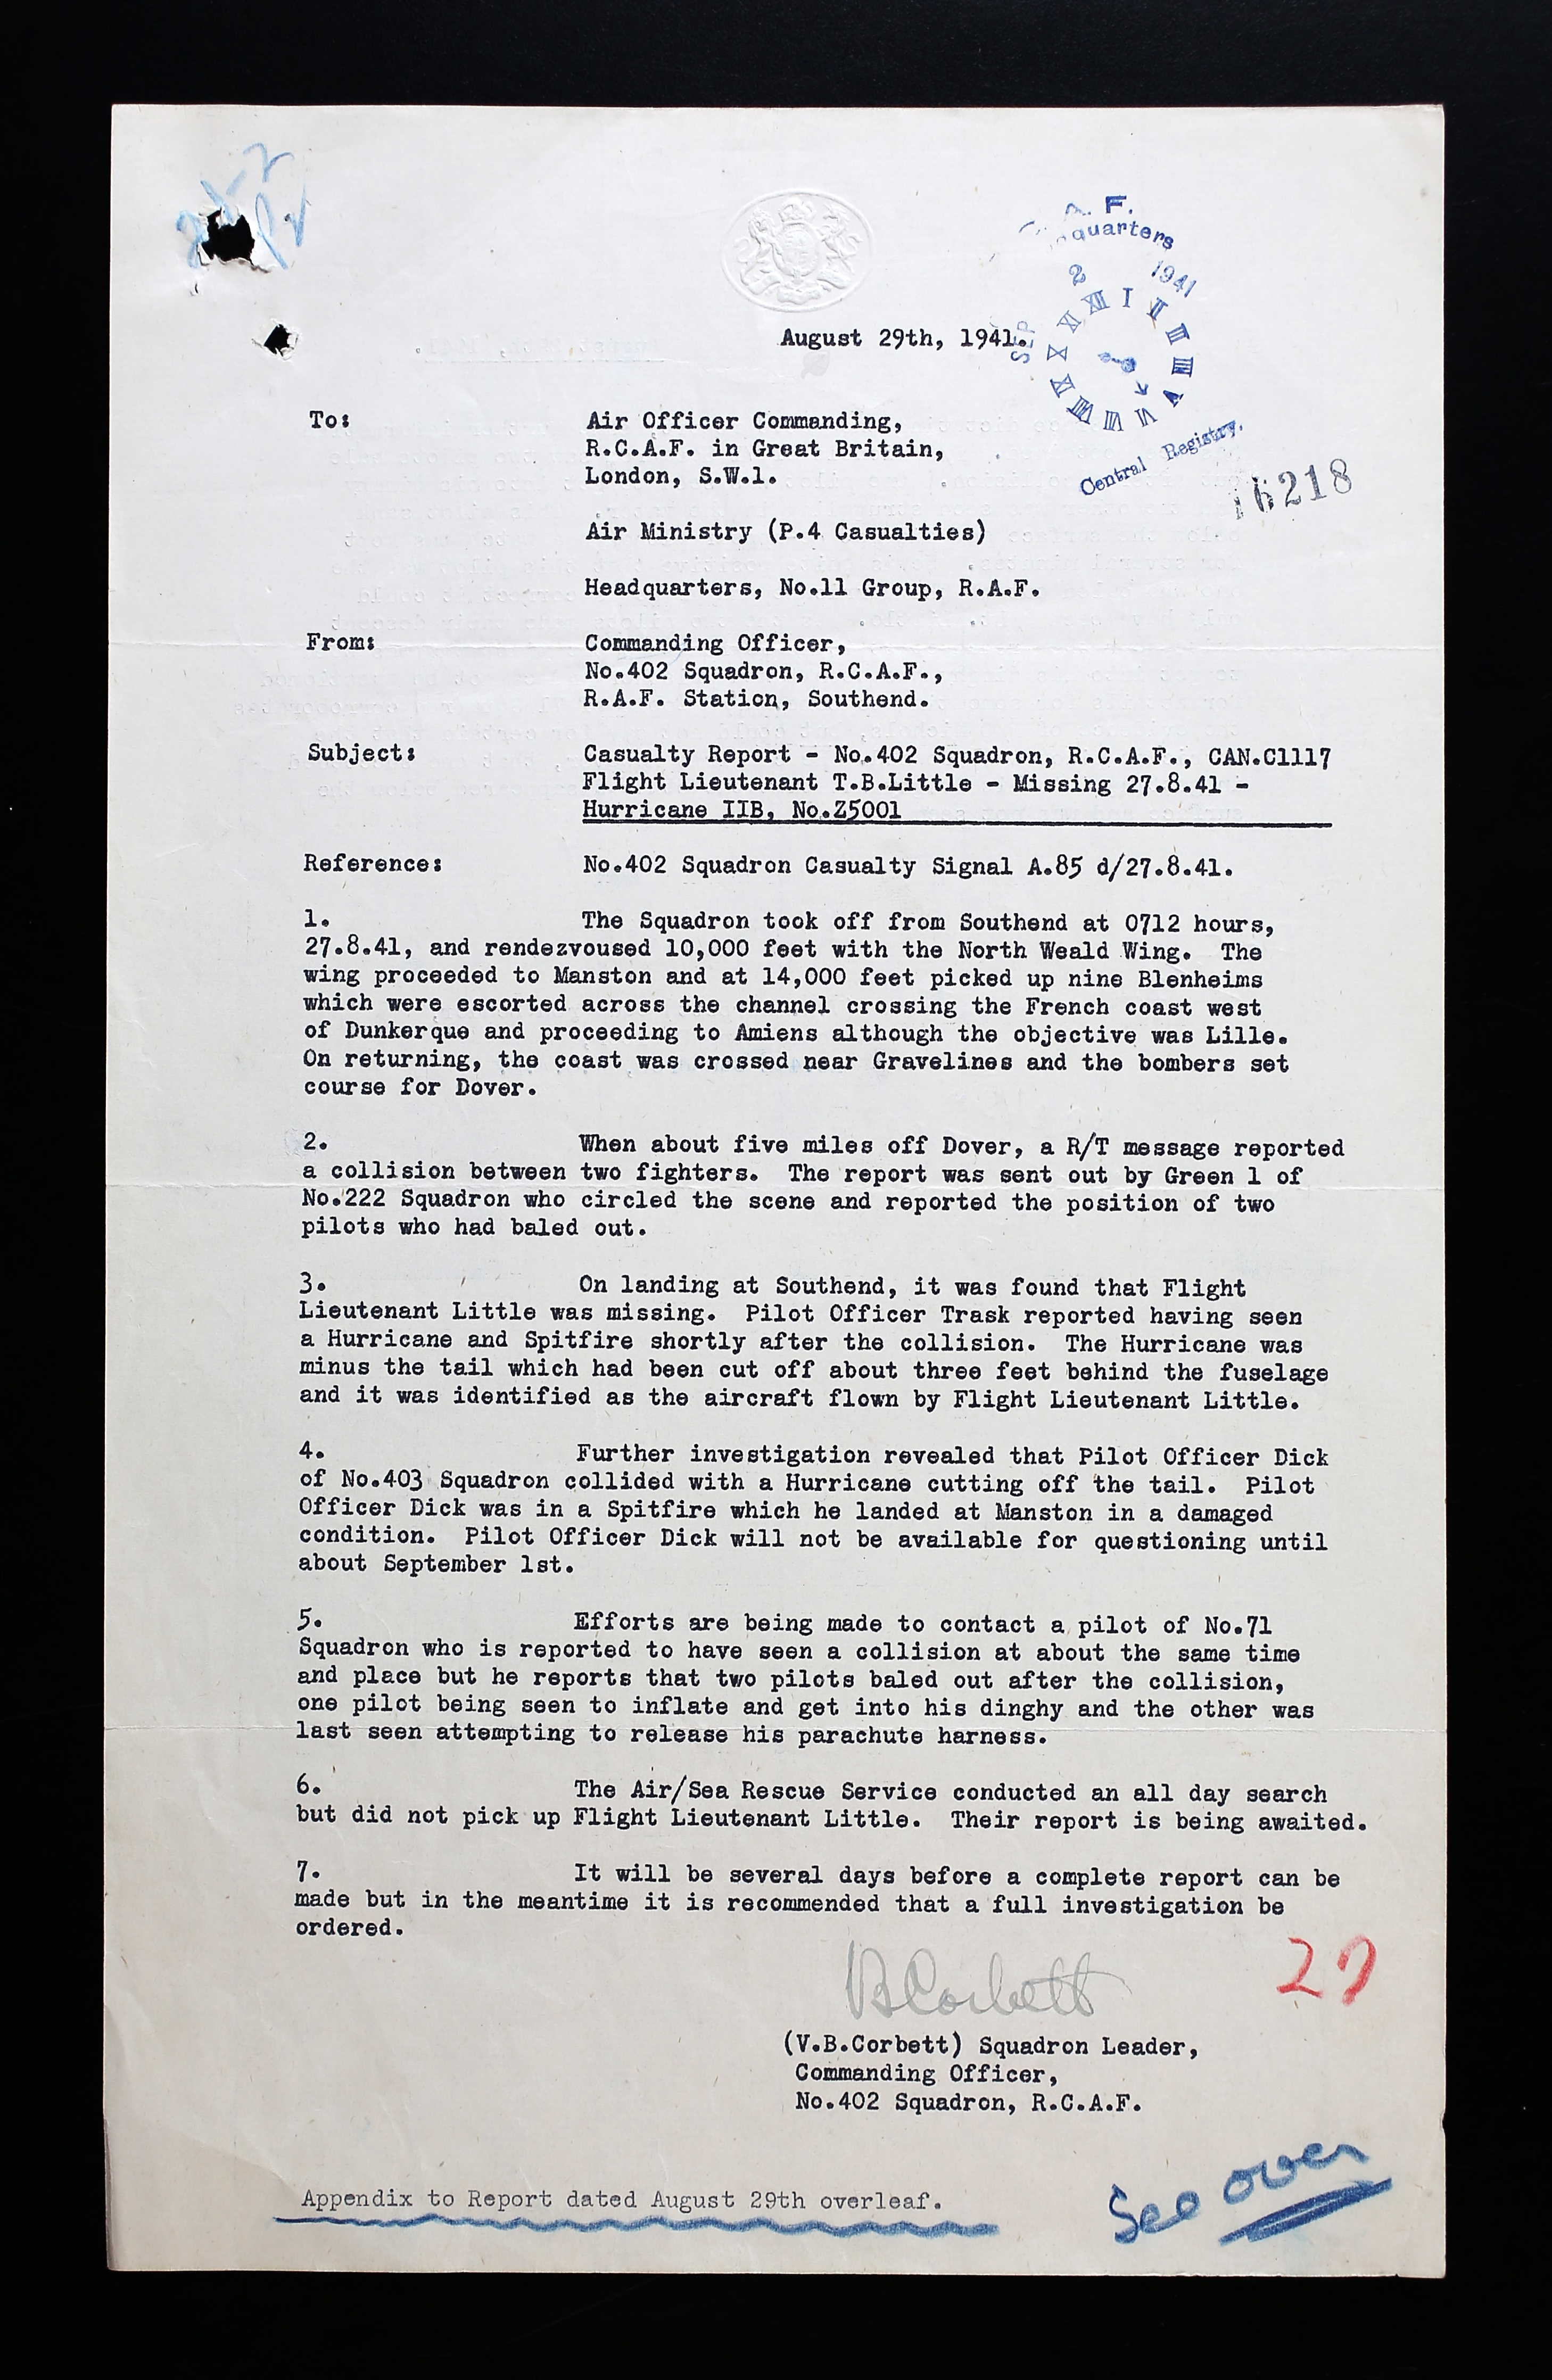 A. F.
quarters
2 1941
SEP
XII I II III IIII V VI VII VIII IX X XI
August 29th, 1941.
Central Registry.
16218
To: Air Officer Commanding,
R.C.A.F. in Great Britain,
London, S.W.1.
Air Ministry (P.4 Casualties)
Headquarters, No.11 Group, R.A.F.
From: Commanding Officer,
No.402 Squadron, R.C.A.F.,
R.A.F. Station, Southend.
Subject: Casualty Report - No.402 Squadron, R.C.A.F., CAN.C1117
Flight Lieutenant T.B.Little - Missing 27.8.41 -
Hurricane IIB, No.Z5001
Reference: No.402 Squadron Casualty Signal A.85 d/27.8.41.
1. The Squadron took off from Southend at 0712 hours,
27.8.41, and rendezvoused 10,000 feet with the North Weald Wing. The
wing proceeded to Manston and at 14,000 feet picked up nine Blenheims
which were escorted across the channel crossing the French coast west
of Dunkerque and proceeding to Amiens although the objective was Lille.
On returning, the coast was crossed near Gravelines and the bombers set
course for Dover.
2. When about five miles off Dover, a R/T message reported
a collision between two fighters. The report was sent out by Green 1 of
No.222 Squadron who circled the scene and reported the position of two
pilots who had baled out.
3. On landing at Southend, it was found that Flight
Lieutenant Little was missing. Pilot Officer Trask reported having seen
a Hurricane and Spitfire shortly after the collision. The Hurricane was
minus the tail which had been cut off about three feet behind the fuselage
and it was identified as the aircraft flown by Flight Lieutenant Little.
4. Further investigation revealed that Pilot Officer Dick
of No.403 Squadron collided with a Hurricane cutting off the tail. Pilot
Officer Dick was in a Spitfire which he landed at Manston in a damaged
condition. Pilot Officer Dick will not be available for questioning until
about September 1st.
5. Efforts are being made to contact a pilot of No.71
Squadron who is reported to have seen a collision at about the same time
and place but he reports that two pilots baled out after the collision,
one pilot being seen to inflate and get into his dinghy and the other was
last seen attempting to release his parachute harness.
6. The Air/Sea Rescue Service conducted an all day search
but did not pick up Flight Lieutenant Little. Their report is being awaited.
7. It will be several days before a complete report can be
made but in the meantime it is recommended that a full investigation be
ordered.
VBCorbett
27
(V.B.Corbett) Squadron Leader,
Commanding Officer,
No.402 Squadron, R.C.A.F.
See over
Appendix to Report dated August 29th overleaf.